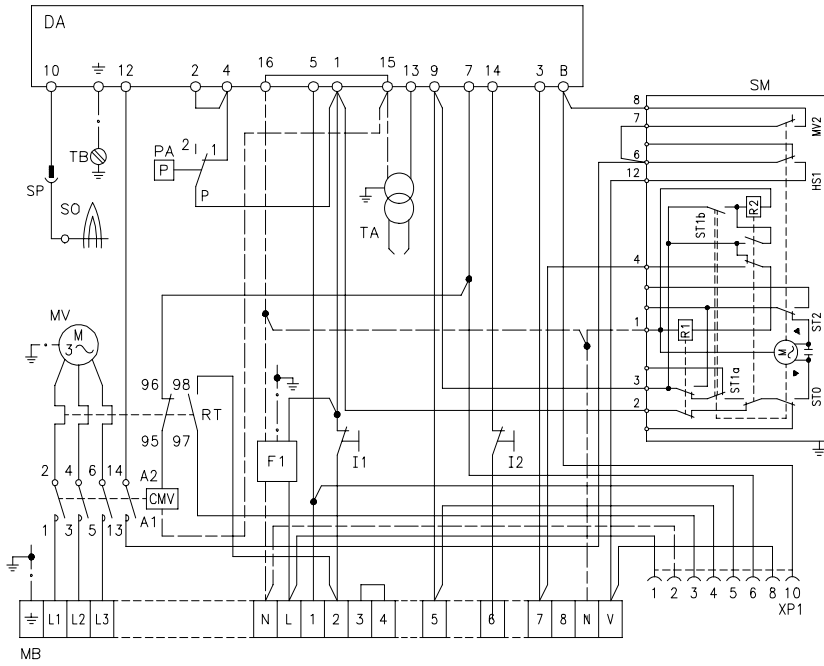 DA
10 12 2 4 16 5 1 15 13 9 7 14 3 B
SM
8
7
MV2
6
12
HS1
PA
2 1
P
P
TB
SP
SO
TA
R2
ST1b
4
1
R1
ST2
M
3
ST1a
2
ST0
MV
M
3
96 98
RT
95 97
F1
I1
I2
2 4 6 14 A2
CMV
1 3 5 13 A1
1 2 3 4 5 6 8 10
XP1
L1 L2 L3 N L 1 2 3 4 5 6 7 8 N V
MB